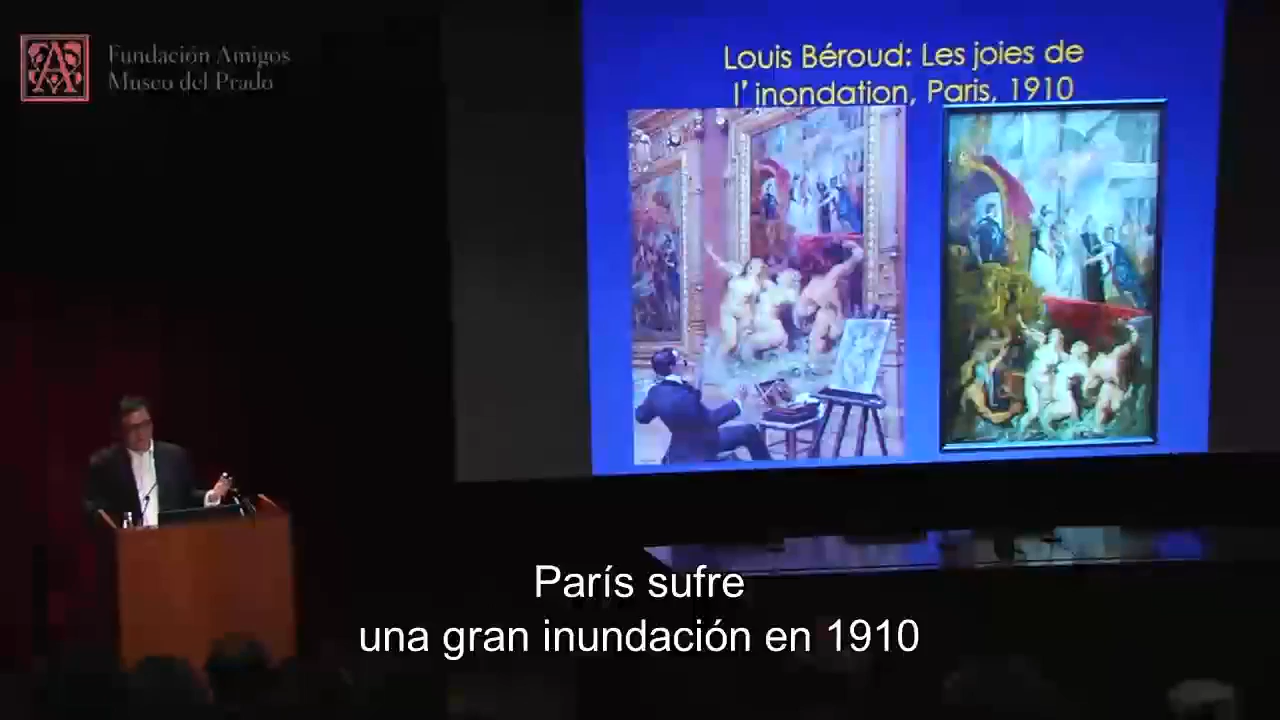 Fundación Amigos
Museo del Prado
Louis Béroud: Les joies de
l' inondation, Paris, 1910
París sufre
una gran inundación en 1910